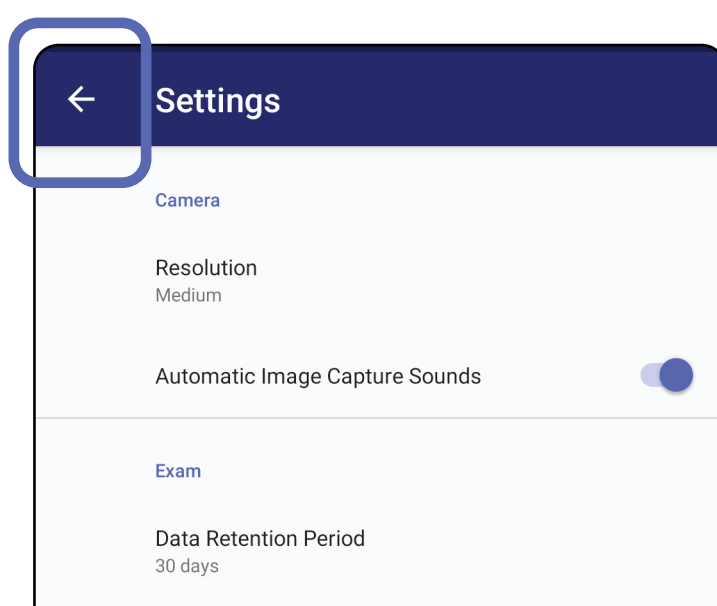 Settings
Camera
Resolution
Medium
Automatic Image Capture Sounds
Exam
Data Retention Period
30 days